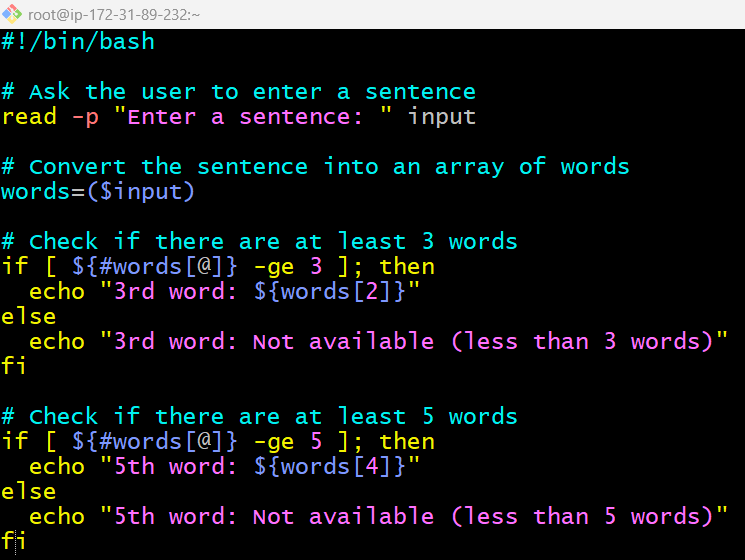 root@ip-172-31-89-232:~
#!/bin/bash
# Ask the user to enter a sentence
read -p "Enter a sentence: " input
# Convert the sentence into an array of words
words=($input)
# Check if there are at least 3 words
if [ ${#words[@]} -ge 3 ]; then
  echo "3rd word: ${words[2]}"
else
  echo "3rd word: Not available (less than 3 words)"
fi
# Check if there are at least 5 words
if [ ${#words[@]} -ge 5 ]; then
  echo "5th word: ${words[4]}"
else
  echo "5th word: Not available (less than 5 words)"
fi